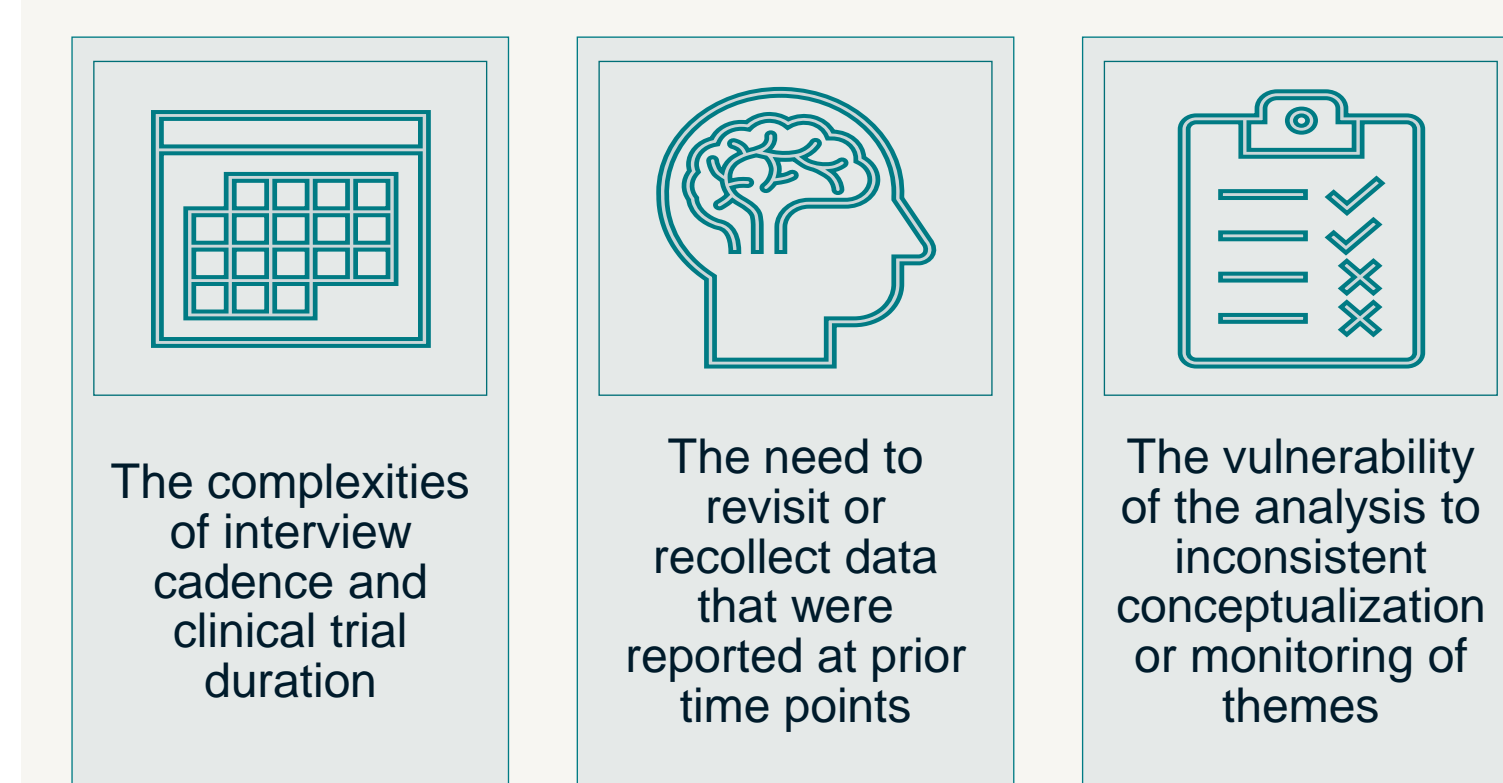 The complexities
of interview
cadence and
clinical trial
duration
The need to
revisit or
recollect data
that were
reported at prior
time points
The vulnerability
of the analysis to
inconsistent
conceptualization
or monitoring of
themes